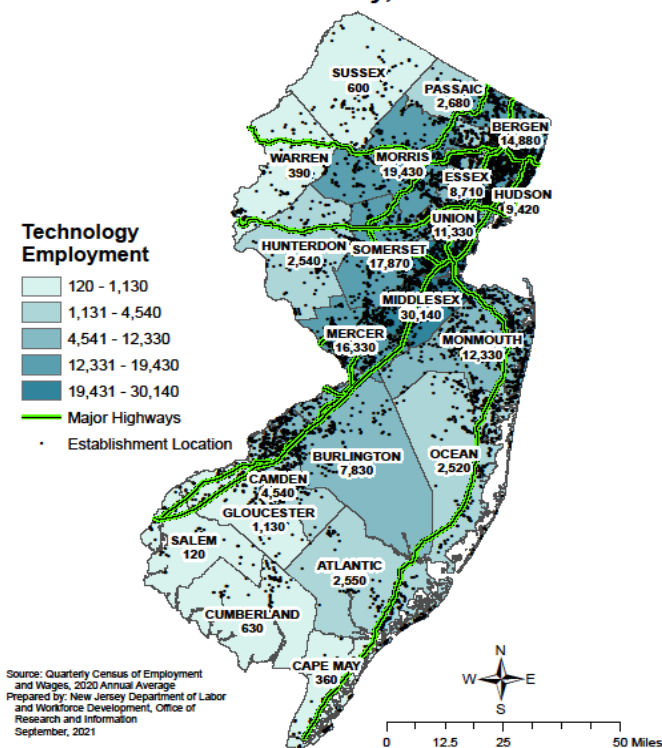 SUSSEX
600
PASSAIC
2,680
BERGEN
14,880
WARREN
390
MORRIS
19,430
ESSEX
8,710
HUDSON
9,420
UNION
11,330
Technology
Employment
120 - 1,130
1,131 - 4,540
4,541 - 12,330
12,331 - 19,430
19,431 - 30,140
Major Highways
Establishment Location
HUNTERDON
2,540
SOMERSET
17,870
MIDDLESEX
30,140
MERCER
16,330
MONMOUTH
12,330
BURLINGTON
7,830
OCEAN
2,520
CAMDEN
4,540
GLOUCESTER
1,130
SALEM
120
ATLANTIC
2,550
CUMBERLAND
630
CAPE MAY
360
Source: Quarterly Census of Employment
and Wages, 2020 Annual Average
Prepared by: New Jersey Department of Labor
and Workforce Development, Office of
Research and Information
September, 2021
N
W E
S
0 12.5 25 50 Miles